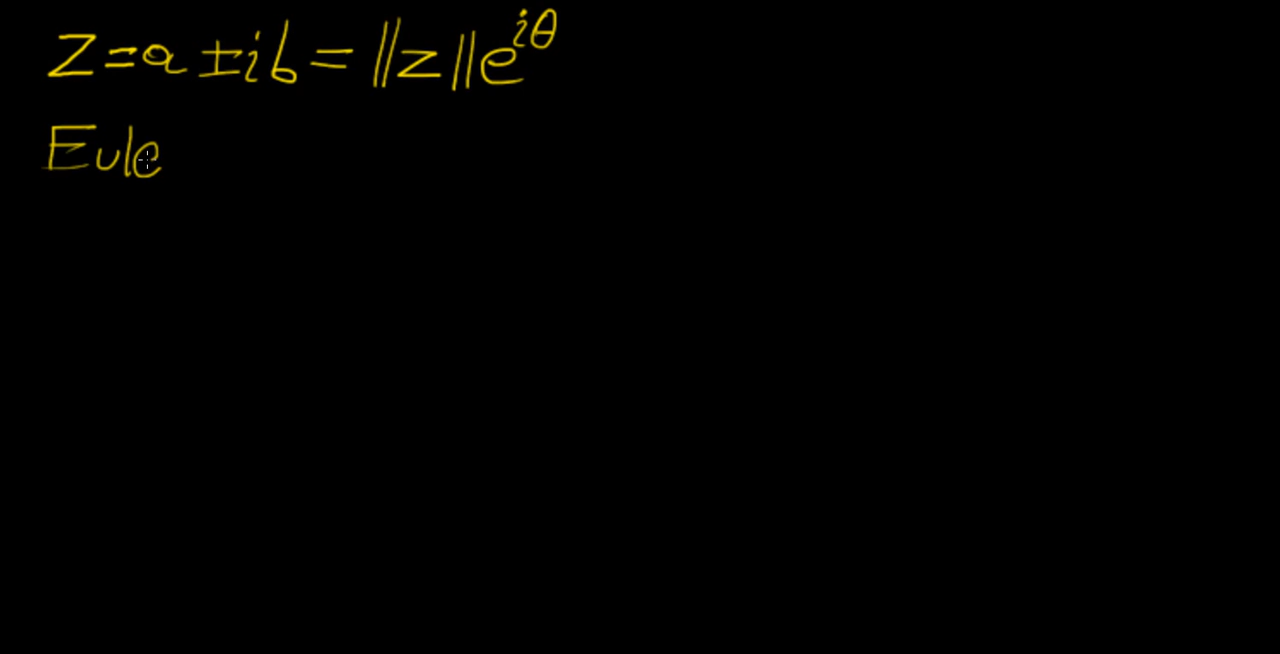 Z = a ± ib = ||z||e^{iθ}
Eule